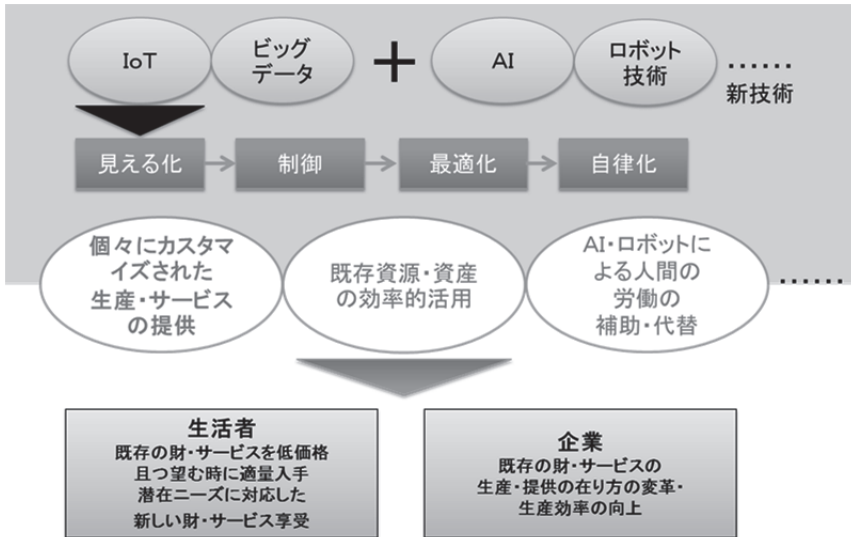 IoT
ビッグ
データ
+
AI
ロボット
技術
……
新技術
見える化
制御
最適化
自律化
個々にカスタマ
イズされた
生産・サービス
の提供
既存資源・資産
の効率的活用
AI・ロボットに
よる人間の
労働の
補助・代替
……
生活者
既存の財・サービスを低価格
且つ望む時に適量入手
潜在ニーズに対応した
新しい財・サービス享受
企業
既存の財・サービスの
生産・提供の在り方の変革・
生産効率の向上